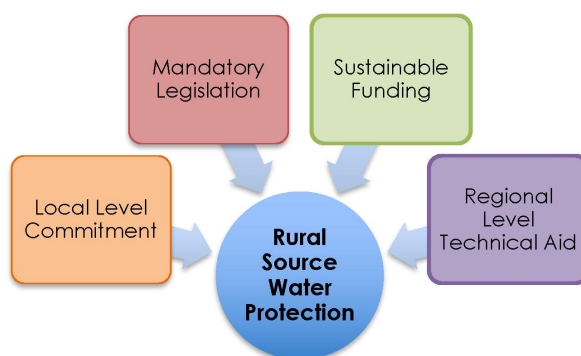 Mandatory
Legislation
Sustainable
Funding
Local Level
Commitment
Regional
Level
Technical Aid
Rural
Source
Water
Protection